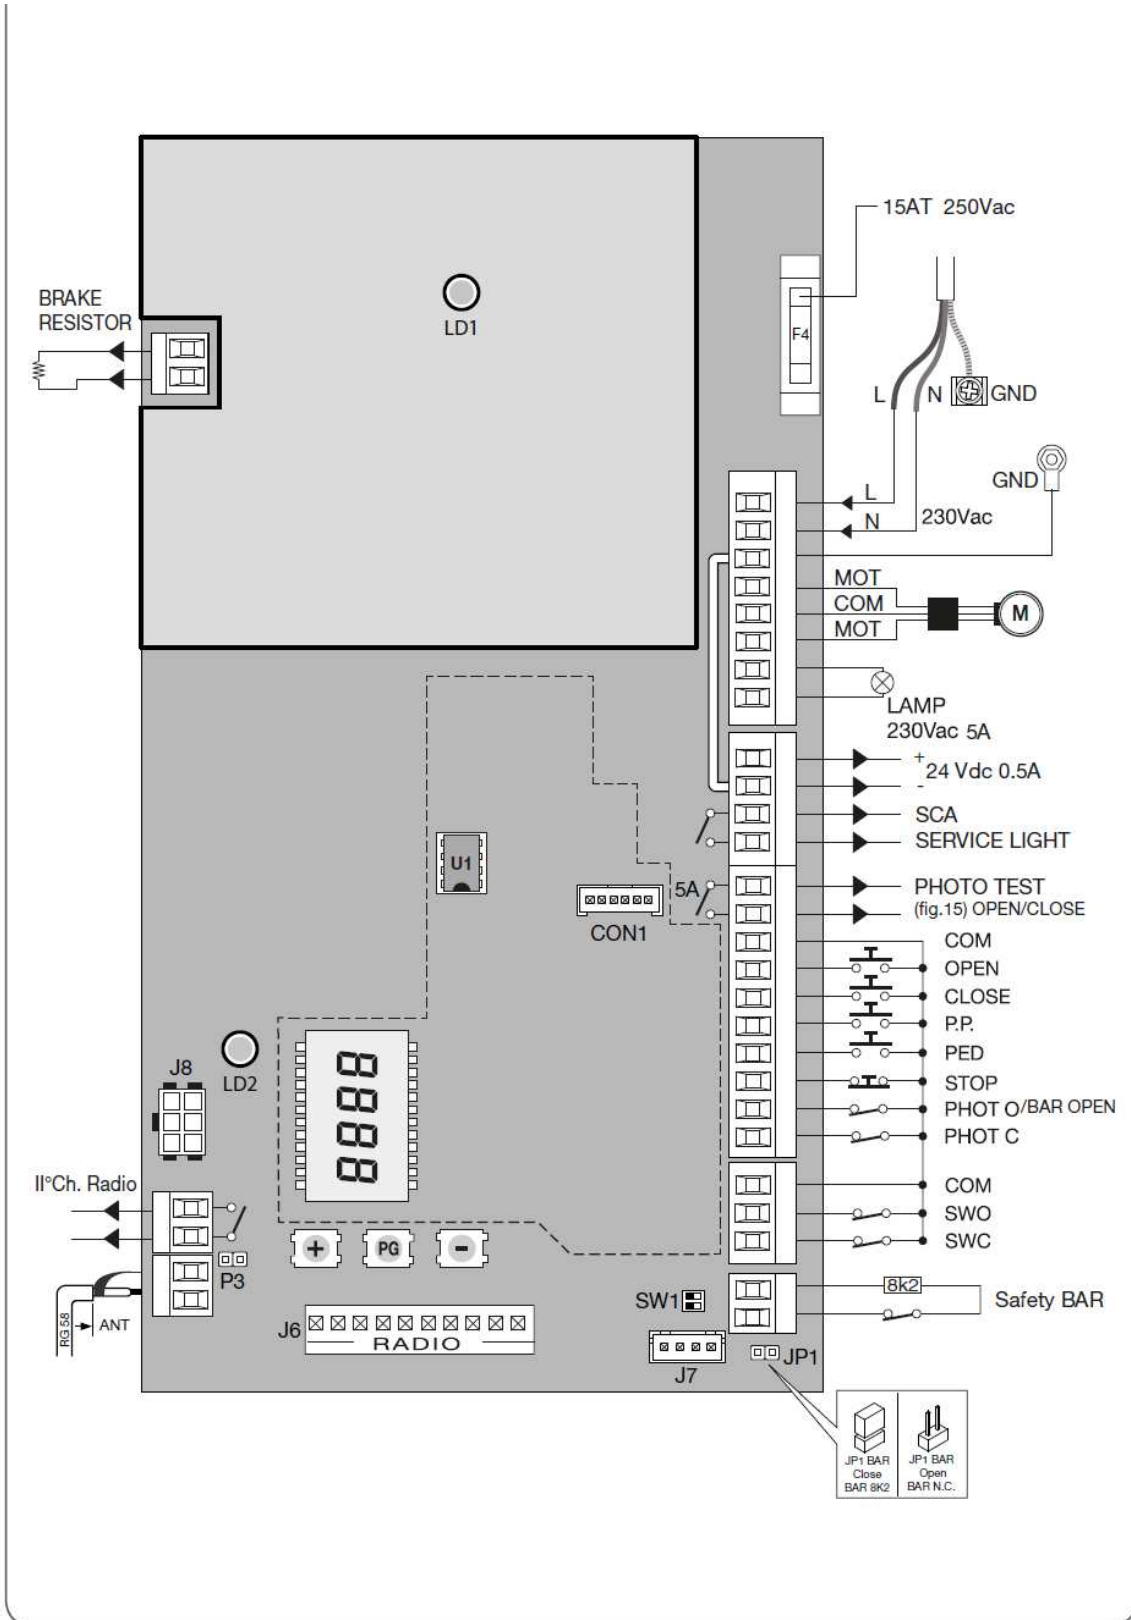 15AT 250Vac
BRAKE
RESISTOR
LD1
F4
L
N
GND
GND
L
N
230Vac
MOT
COM
MOT
M
LAMP
230Vac 5A
+
24 Vdc 0.5A
-
SCA
SERVICE LIGHT
U1
5A
PHOTO TEST
(fig.15) OPEN/CLOSE
CON1
COM
OPEN
CLOSE
P.P.
PED
STOP
PHOT O/BAR OPEN
PHOT C
J8
LD2
8888
II°Ch. Radio
COM
SWO
SWC
P3
+
PG
-
8k2
Safety BAR
SW1
RG 58
ANT
J6
RADIO
J7
JP1
JP1 BAR
Close
BAR 8K2
JP1 BAR
Open
BAR N.C.